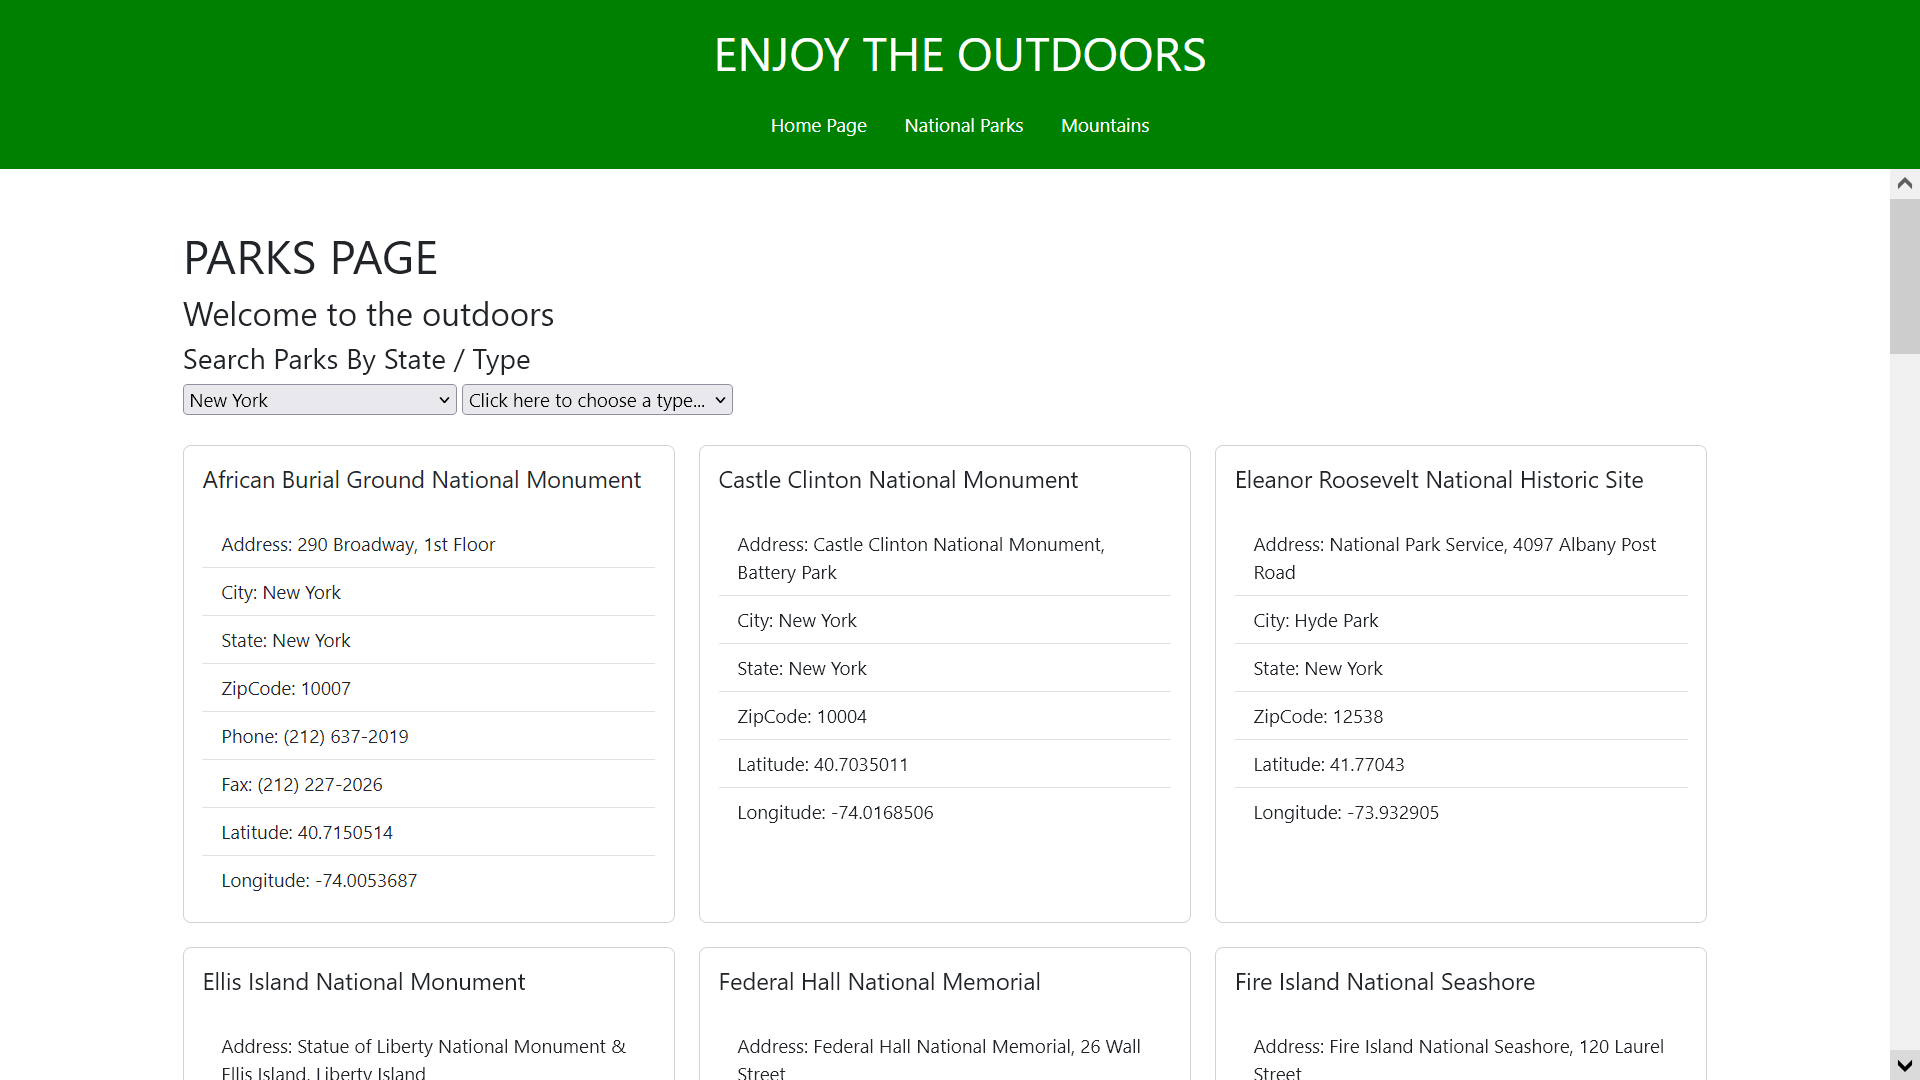 ENJOY THE OUTDOORS
Home Page National Parks Mountains
PARKS PAGE
Welcome to the outdoors
Search Parks By State / Type
New York Click here to choose a type...
African Burial Ground National Monument
Address: 290 Broadway, 1st Floor
City: New York
State: New York
ZipCode: 10007
Phone: (212) 637-2019
Fax: (212) 227-2026
Latitude: 40.7150514
Longitude: -74.0053687
Castle Clinton National Monument
Address: Castle Clinton National Monument,
Battery Park
City: New York
State: New York
ZipCode: 10004
Latitude: 40.7035011
Longitude: -74.0168506
Eleanor Roosevelt National Historic Site
Address: National Park Service, 4097 Albany Post
Road
City: Hyde Park
State: New York
ZipCode: 12538
Latitude: 41.77043
Longitude: -73.932905
Ellis Island National Monument
Address: Statue of Liberty National Monument &
Ellis Island, Liberty Island
Federal Hall National Memorial
Address: Federal Hall National Memorial, 26 Wall
Street
Fire Island National Seashore
Address: Fire Island National Seashore, 120 Laurel
Street